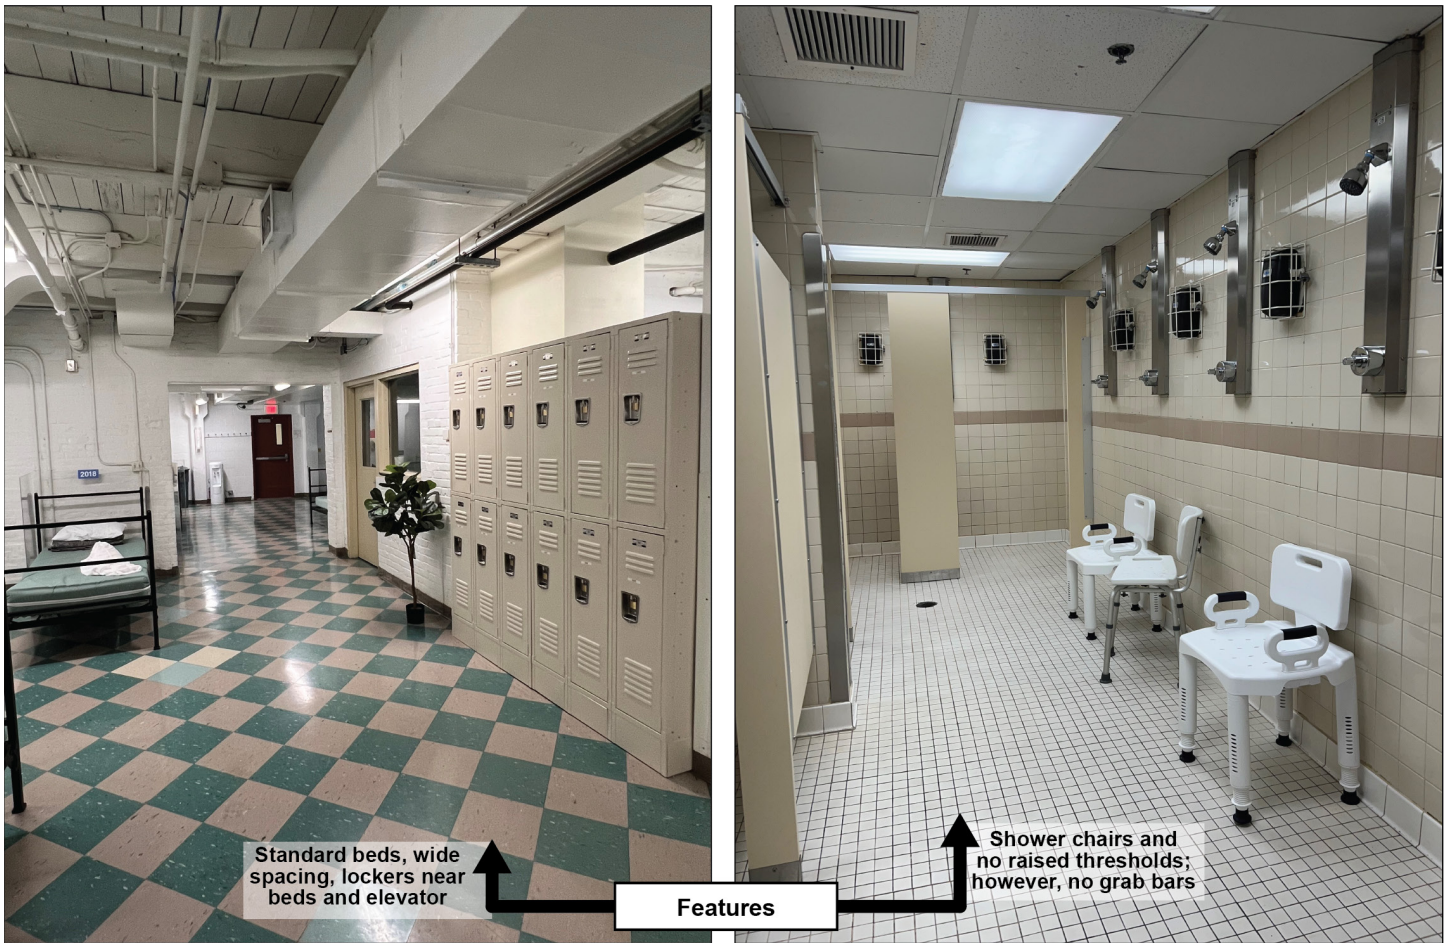 2018
Standard beds, wide
spacing, lockers near
beds and elevator
Features
Shower chairs and
no raised thresholds;
however, no grab bars